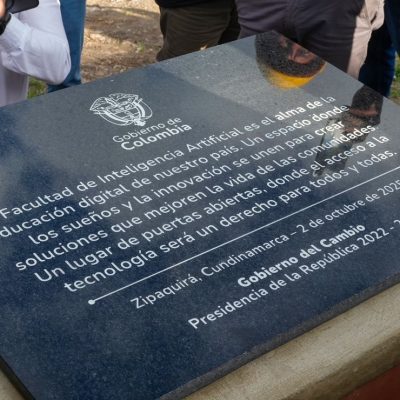 Gobierno de
Colombia
Facultad de Inteligencia Artificial es el alma de la
educación digital de nuestro país. Un espacio donde
los sueños y la innovación se unen para crear
soluciones que mejoren la vida de las comunidades.
Un lugar de puertas abiertas, donde el acceso a la
tecnología será un derecho para todos y todas.
Zipaquirá, Cundinamarca - 2 de octubre de 2025
Gobierno del Cambio
Presidencia de la República 2022 - 2